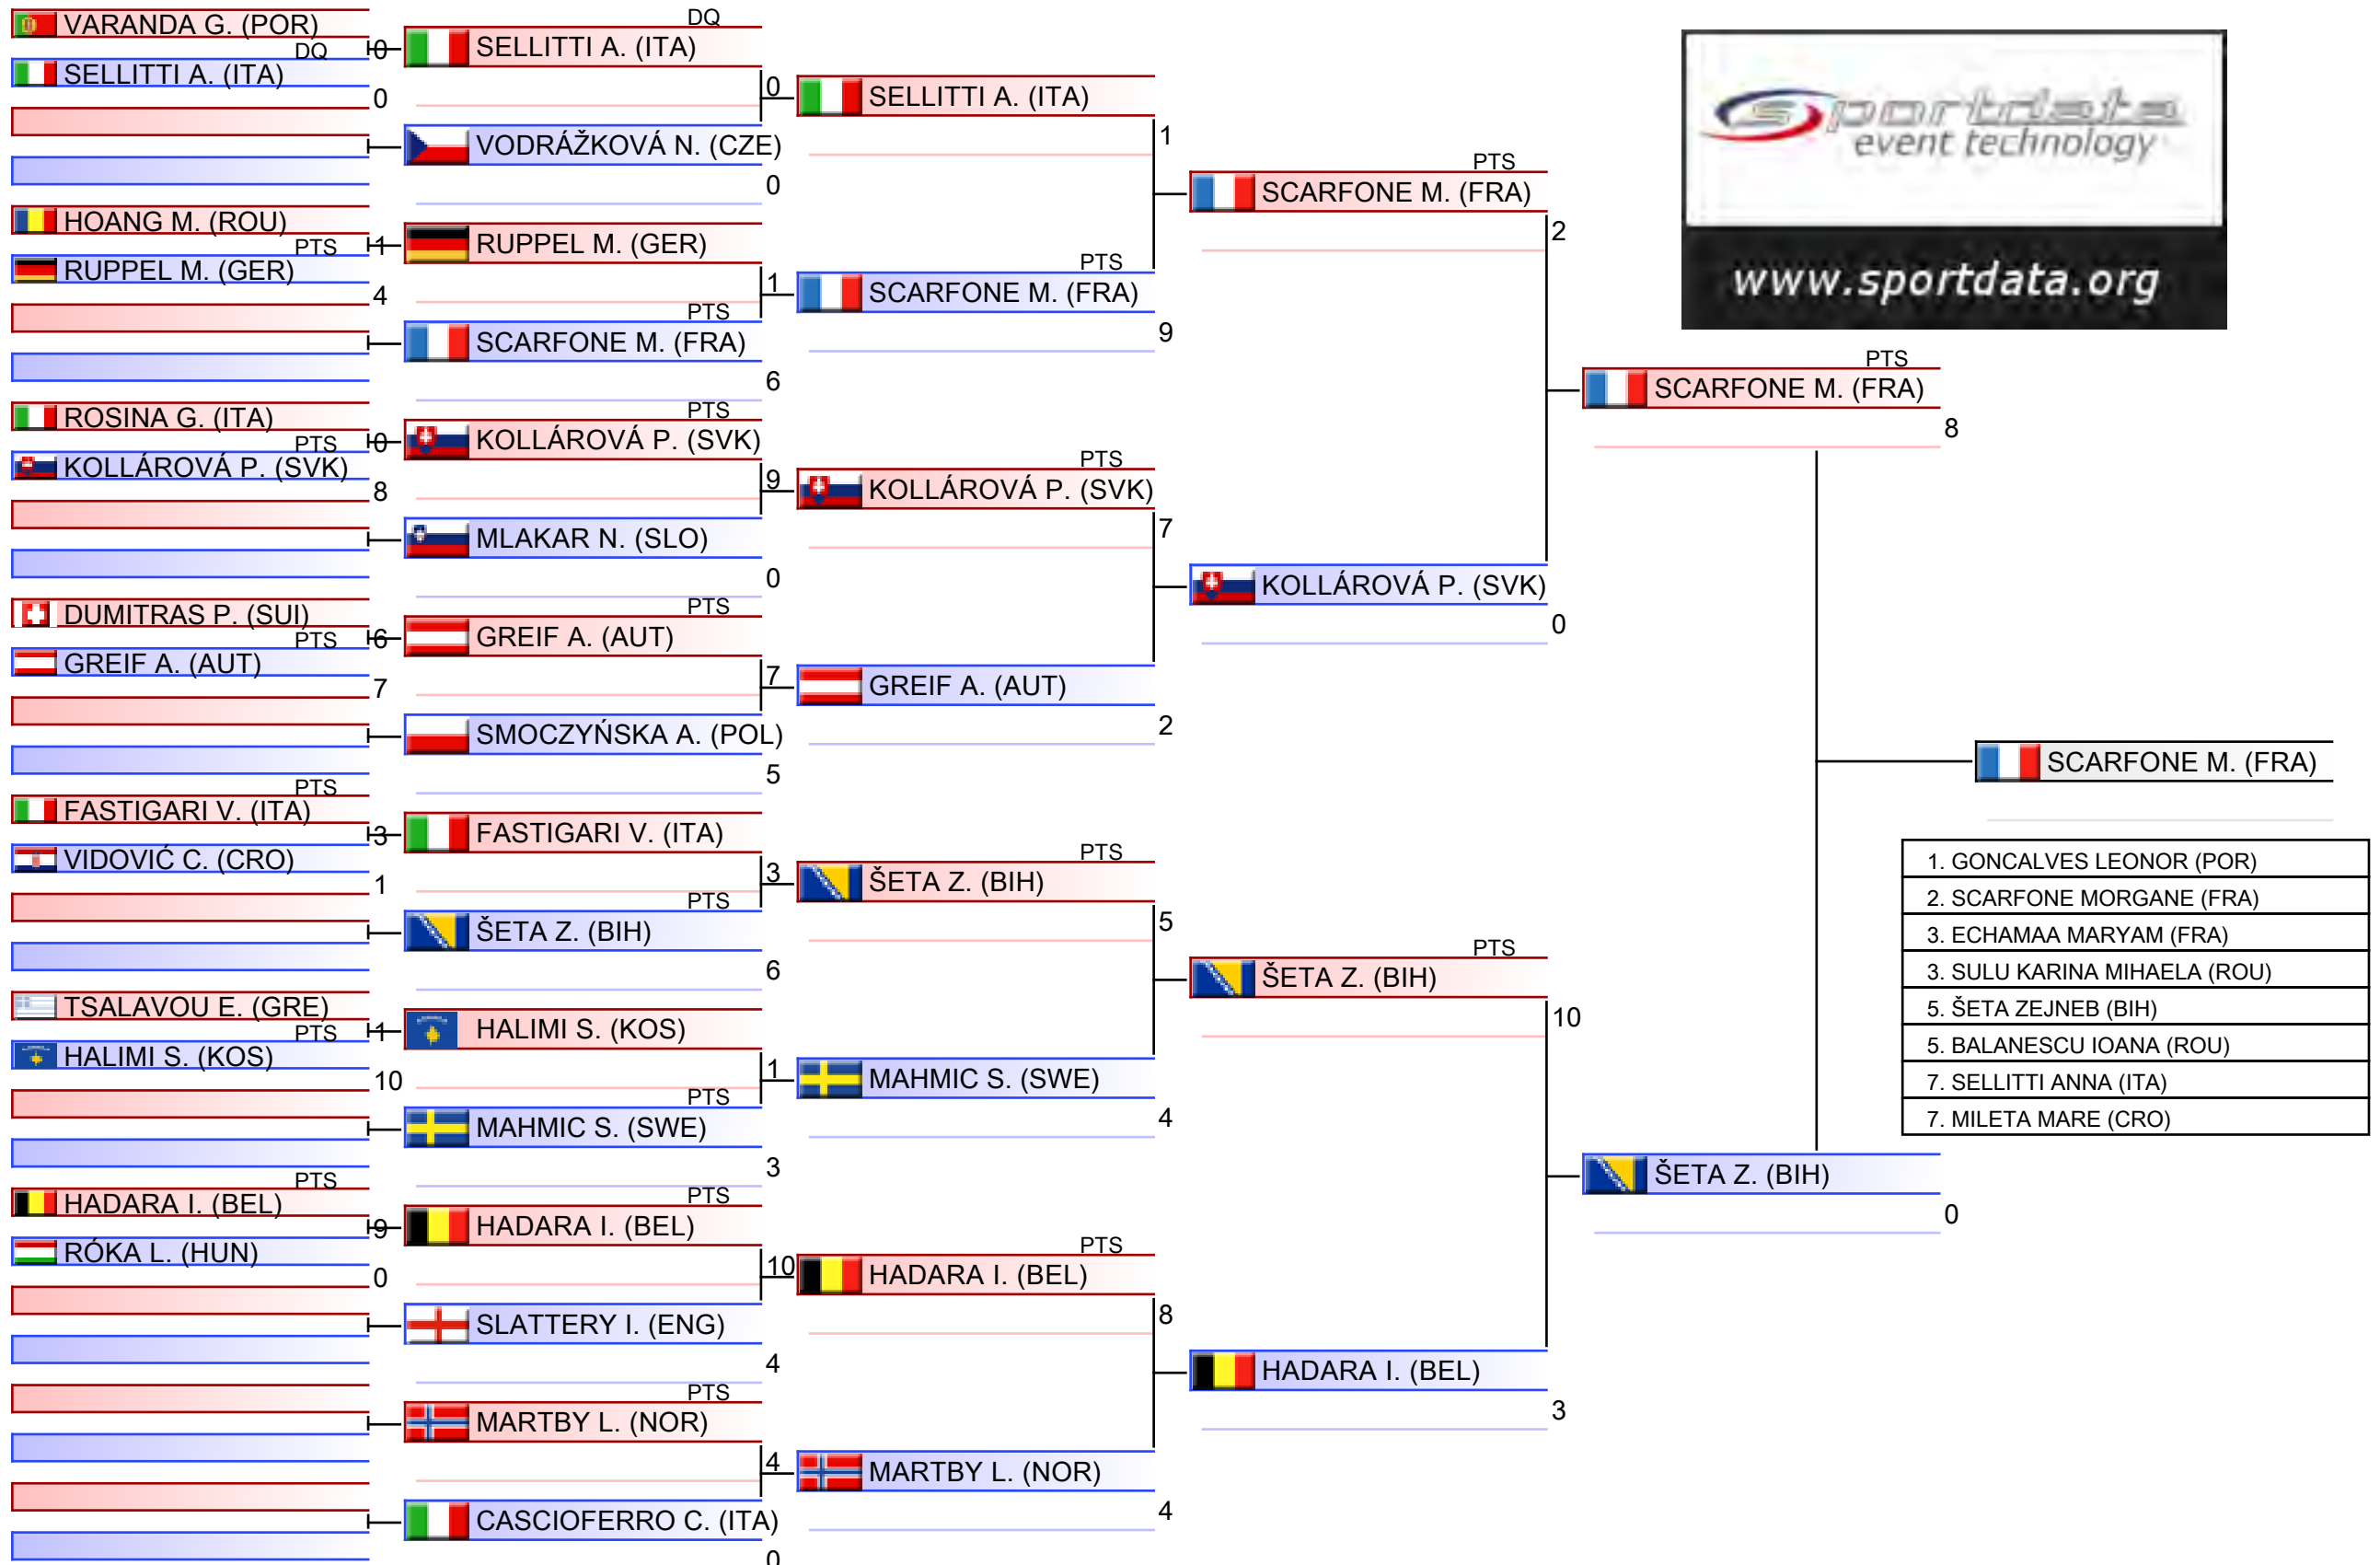 VARANDA G. (POR)
DQ
0
SELLITTI A. (ITA)
0
HOANG M. (ROU)
PTS
1
RUPPEL M. (GER)
4
ROSINA G. (ITA)
PTS
0
KOLLÁROVÁ P. (SVK)
8
DUMITRAS P. (SUI)
PTS
6
GREIF A. (AUT)
7
PTS
FASTIGARI V. (ITA)
3
VIDOVIĆ C. (CRO)
1
TSALAVOU E. (GRE)
PTS
1
HALIMI S. (KOS)
10
PTS
HADARA I. (BEL)
9
RÓKA L. (HUN)
0
DQ
SELLITTI A. (ITA)
0
VODRÁŽKOVÁ N. (CZE)
0
RUPPEL M. (GER)
1
PTS
SCARFONE M. (FRA)
6
PTS
KOLLÁROVÁ P. (SVK)
9
MLAKAR N. (SLO)
0
PTS
GREIF A. (AUT)
7
SMOCZYŃSKA A. (POL)
5
FASTIGARI V. (ITA)
3
PTS
ŠETA Z. (BIH)
6
HALIMI S. (KOS)
1
PTS
MAHMIC S. (SWE)
3
PTS
HADARA I. (BEL)
10
SLATTERY I. (ENG)
4
PTS
MARTBY L. (NOR)
4
CASCIOFERRO C. (ITA)
0
SELLITTI A. (ITA)
1
PTS
SCARFONE M. (FRA)
9
PTS
KOLLÁROVÁ P. (SVK)
7
GREIF A. (AUT)
2
PTS
ŠETA Z. (BIH)
5
MAHMIC S. (SWE)
4
PTS
HADARA I. (BEL)
8
MARTBY L. (NOR)
4
PTS
SCARFONE M. (FRA)
2
KOLLÁROVÁ P. (SVK)
0
PTS
ŠETA Z. (BIH)
10
HADARA I. (BEL)
3
sportdata
event technology
www.sportdata.org
PTS
SCARFONE M. (FRA)
8
ŠETA Z. (BIH)
0
SCARFONE M. (FRA)
1. GONCALVES LEONOR (POR)
2. SCARFONE MORGANE (FRA)
3. ECHAMAA MARYAM (FRA)
3. SULU KARINA MIHAELA (ROU)
5. ŠETA ZEJNEB (BIH)
5. BALANESCU IOANA (ROU)
7. SELLITTI ANNA (ITA)
7. MILETA MARE (CRO)